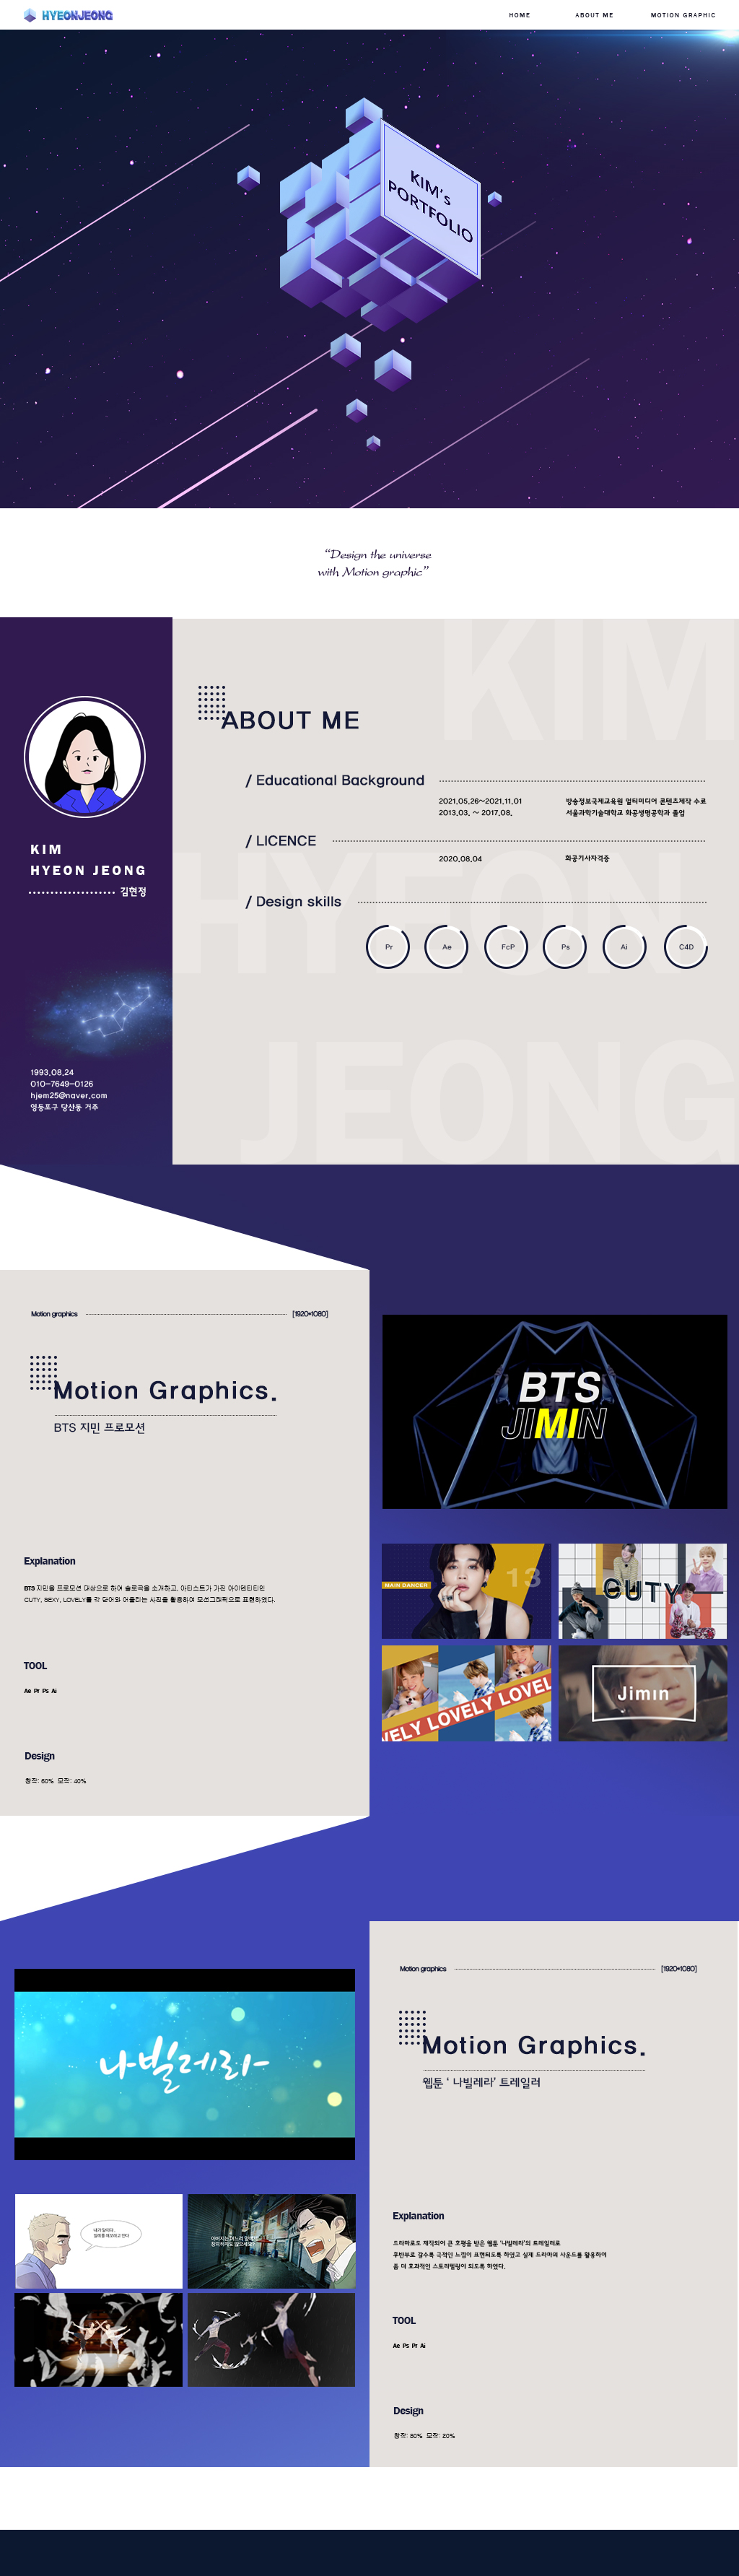 HYEONJEONG
HOME
ABOUT ME
MOTION GRAPHIC
KIM's
PORTFOLIO
“Design the universe
with Motion graphic”
KIM
HYEON JEONG
KIM
HYEON JEONG
김현정
1993.08.24
010-7649-0126
hjem25@naver.com
영등포구 당산동 거주
ABOUT ME
/ Educational Background
2021.05.26~2021.11.01 방송정보국제교육원 멀티미디어 콘텐츠제작 수료
2013.03. ~ 2017.08. 서울과학기술대학교 화공생명공학과 졸업
/ LICENCE
2020.08.04 화공기사자격증
/ Design skills
Pr Ae FcP Ps Ai C4D
Motion graphics [1920*1080]
Motion Graphics.
BTS 지민 프로모션
Explanation
BTS 지민을 프로모션 대상으로 하여 솔로곡을 소개하고, 아티스트가 가진 아이덴티티인
CUTY, SEXY, LOVELY를 각 단어와 어울리는 사진을 활용하여 모션그래픽으로 표현하였다.
TOOL
Ae Pr Ps Ai
Design
창작: 60% 모작: 40%
BTS
JIMIN
MAIN DANCER
13
CUTY
VELY LOVELY LOVEL
Jimin
나빌레라
Motion graphics [1920*1080]
Motion Graphics.
웹툰 ‘ 나빌레라’ 트레일러
Explanation
드라마로도 제작되어 큰 호평을 받은 웹툰 '나빌레라'의 트레일러로
후반부로 갈수록 극적인 느낌이 표현되도록 하였고 실제 드라마의 사운드를 활용하여
좀 더 효과적인 스토리텔링이 되도록 하였다.
TOOL
Ae Ps Pr Ai
Design
창작: 80% 모작: 20%